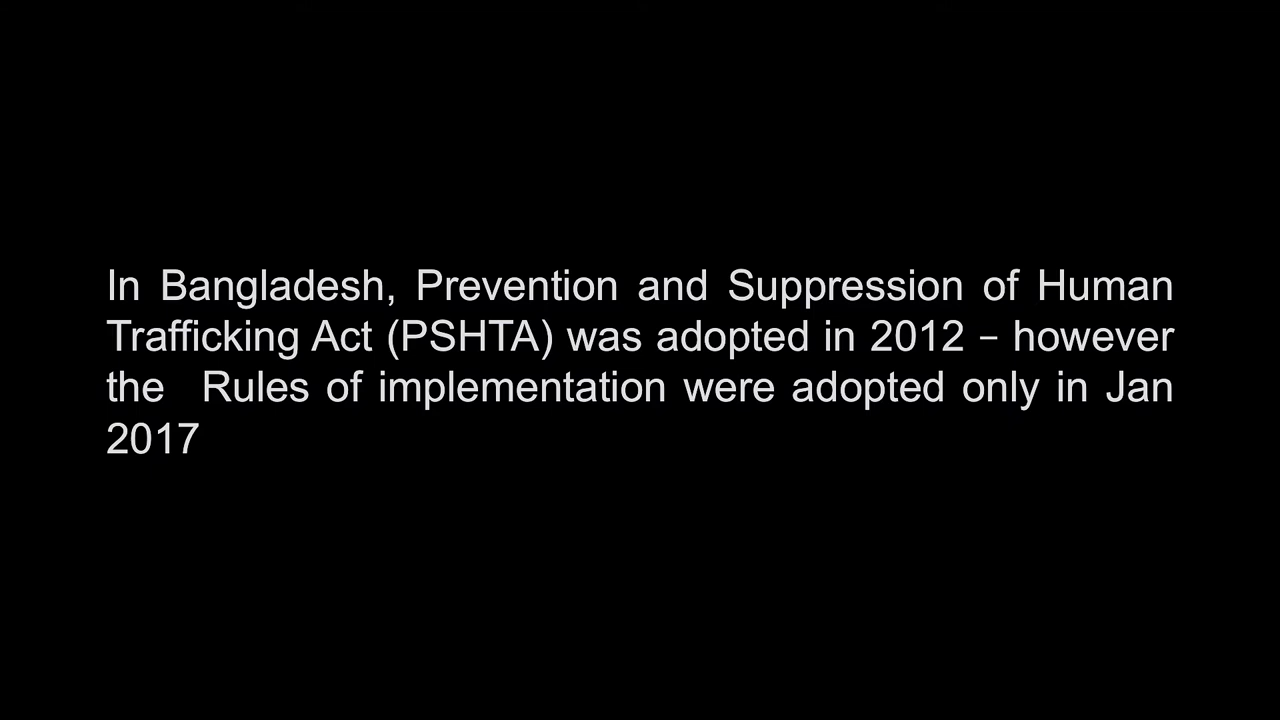 In Bangladesh, Prevention and Suppression of Human
Trafficking Act (PSHTA) was adopted in 2012 – however
the Rules of implementation were adopted only in Jan
2017